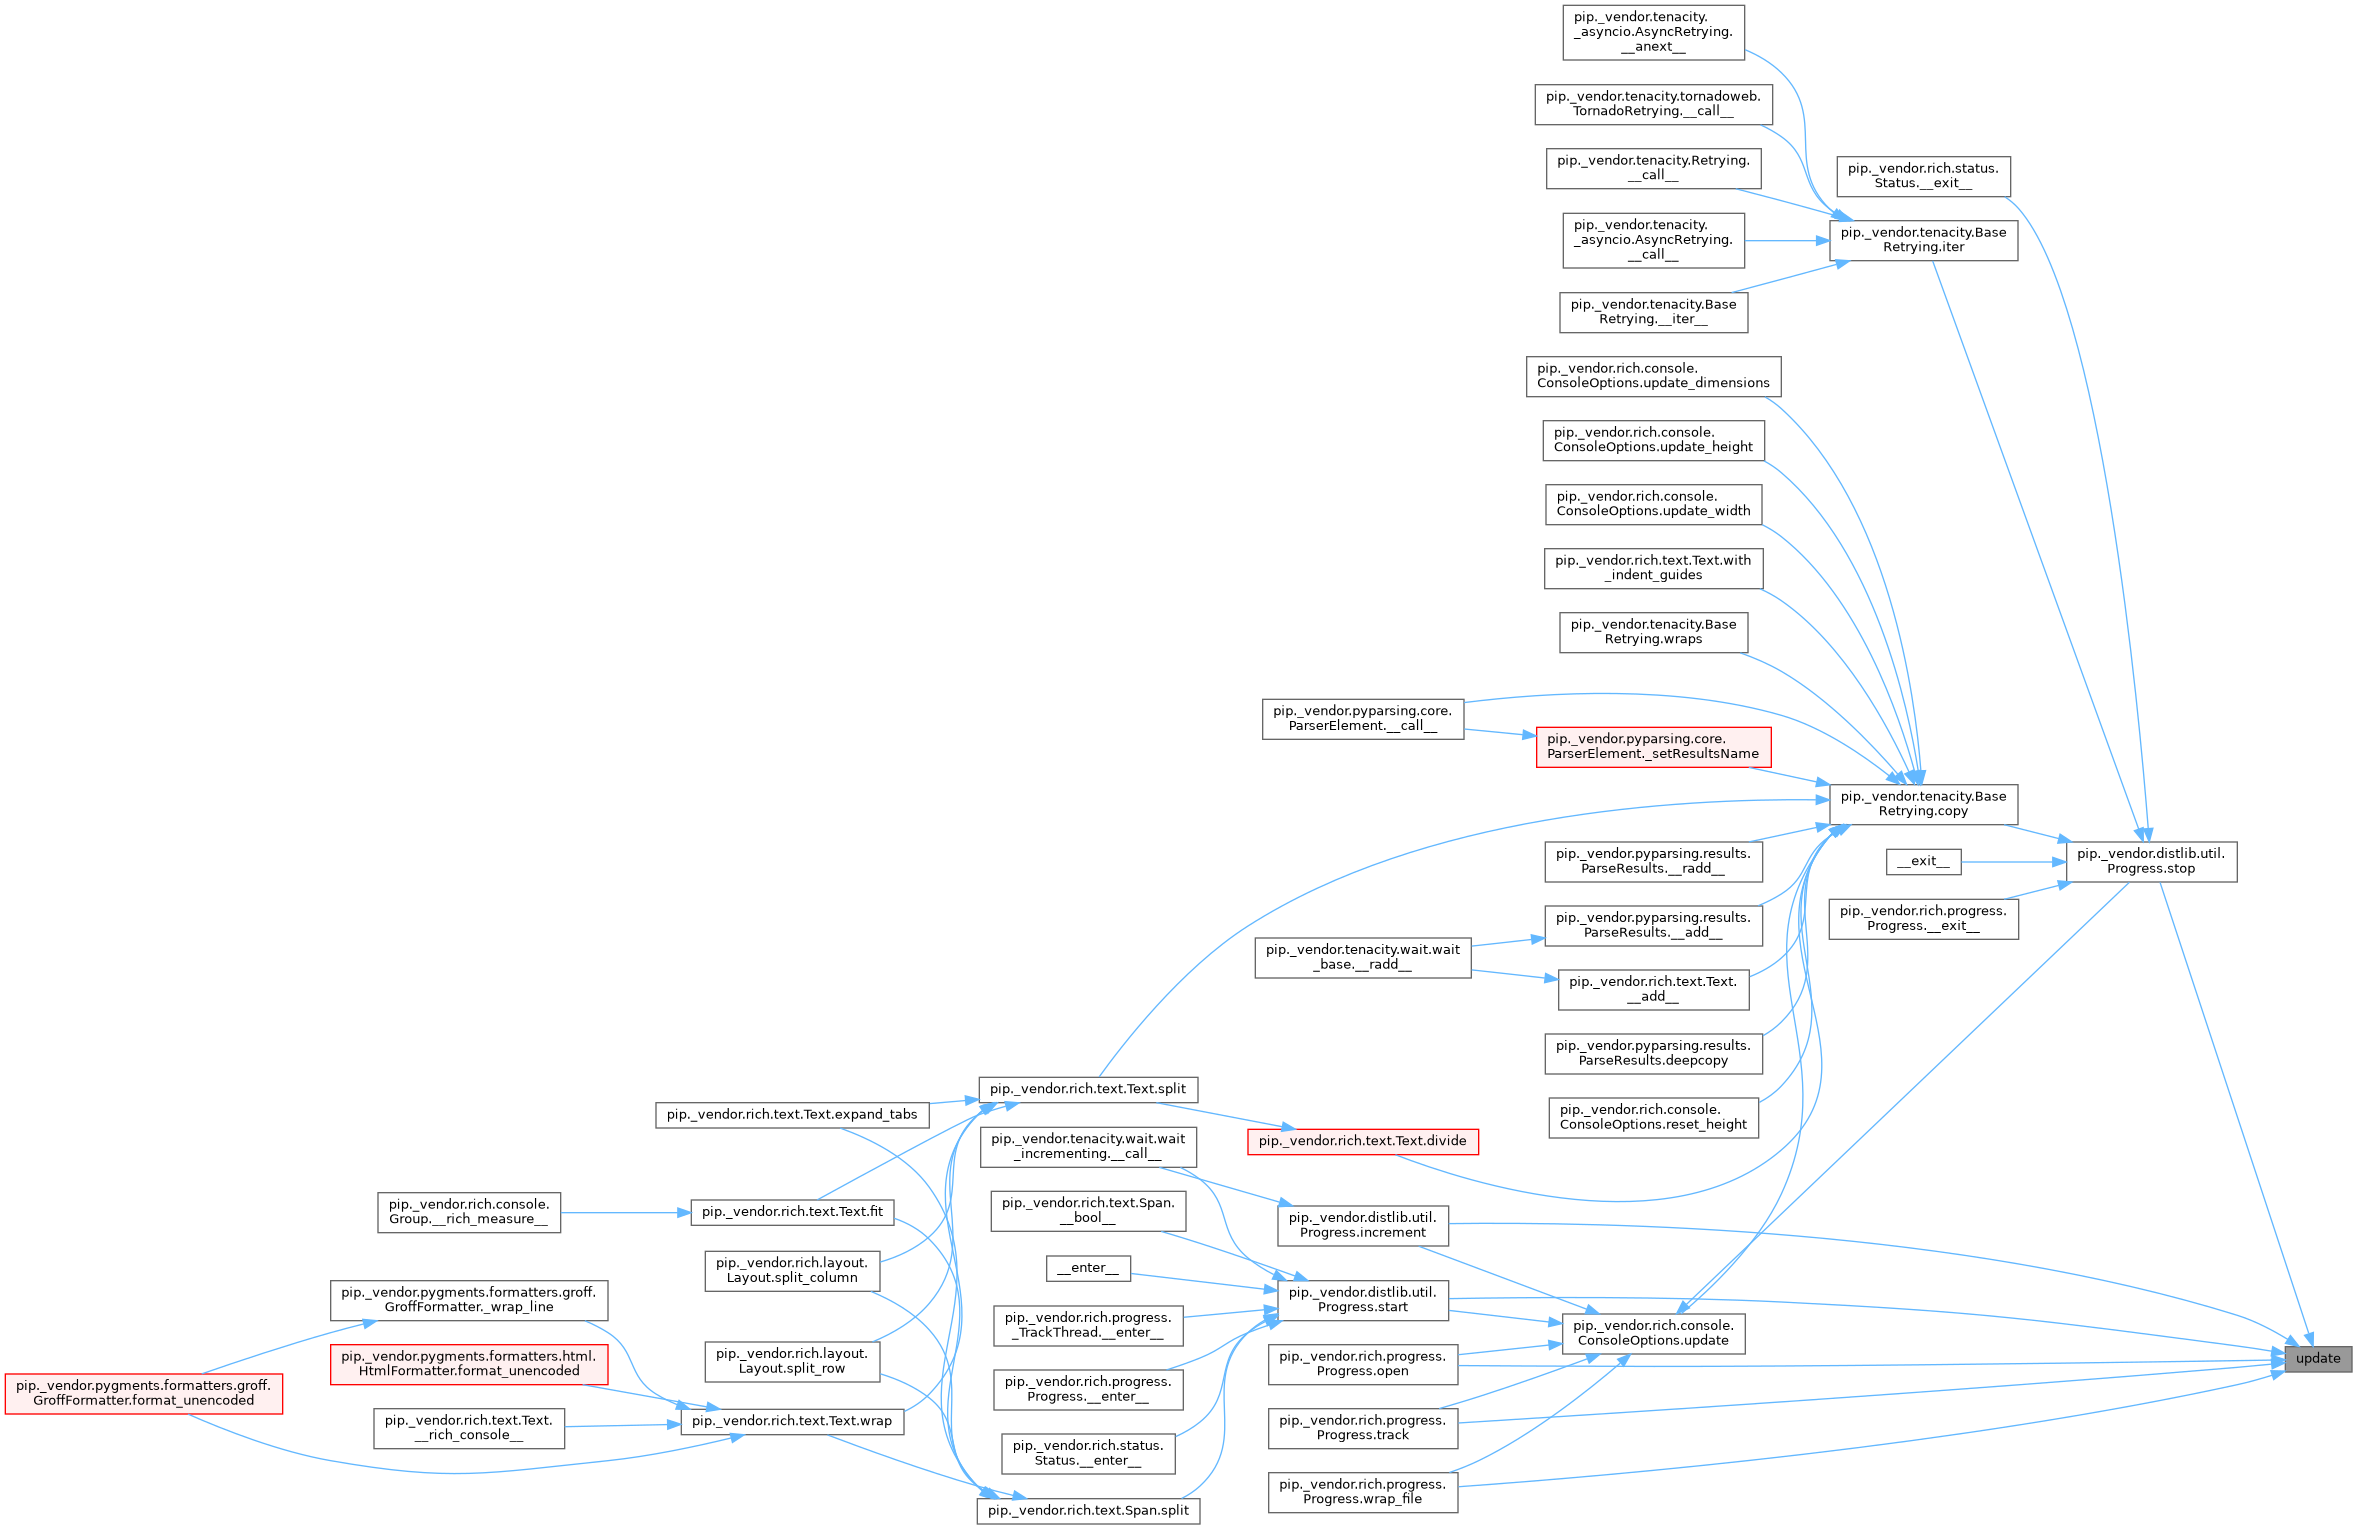 pip._vendor.tenacity.
_asyncio.AsyncRetrying.
__anext__
pip._vendor.tenacity.tornadoweb.
TornadoRetrying.__call__
pip._vendor.tenacity.Retrying.
__call__
pip._vendor.rich.status.
Status.__exit__
pip._vendor.tenacity.
_asyncio.AsyncRetrying.
__call__
pip._vendor.tenacity.Base
Retrying.iter
pip._vendor.tenacity.Base
Retrying.__iter__
pip._vendor.rich.console.
ConsoleOptions.update_dimensions
pip._vendor.rich.console.
ConsoleOptions.update_height
pip._vendor.rich.console.
ConsoleOptions.update_width
pip._vendor.rich.text.Text.with
_indent_guides
pip._vendor.tenacity.Base
Retrying.wraps
pip._vendor.pyparsing.core.
ParserElement.__call__
pip._vendor.pyparsing.core.
ParserElement._setResultsName
pip._vendor.tenacity.Base
Retrying.copy
pip._vendor.pyparsing.results.
ParseResults.__radd__
__exit__
pip._vendor.distlib.util.
Progress.stop
pip._vendor.pyparsing.results.
ParseResults.__add__
pip._vendor.rich.progress.
Progress.__exit__
pip._vendor.tenacity.wait.wait
_base.__radd__
pip._vendor.rich.text.Text.
__add__
pip._vendor.pyparsing.results.
ParseResults.deepcopy
pip._vendor.rich.text.Text.split
pip._vendor.rich.text.Text.expand_tabs
pip._vendor.rich.console.
ConsoleOptions.reset_height
pip._vendor.tenacity.wait.wait
_incrementing.__call__
pip._vendor.rich.text.Text.divide
pip._vendor.rich.console.
Group.__rich_measure__
pip._vendor.rich.text.Text.fit
pip._vendor.rich.text.Span.
__bool__
pip._vendor.distlib.util.
Progress.increment
pip._vendor.rich.layout.
Layout.split_column
__enter__
pip._vendor.pygments.formatters.groff.
GroffFormatter._wrap_line
pip._vendor.distlib.util.
Progress.start
pip._vendor.rich.progress.
_TrackThread.__enter__
pip._vendor.rich.console.
ConsoleOptions.update
pip._vendor.pygments.formatters.html.
HtmlFormatter.format_unencoded
pip._vendor.rich.layout.
Layout.split_row
pip._vendor.rich.progress.
Progress.open
update
pip._vendor.pygments.formatters.groff.
GroffFormatter.format_unencoded
pip._vendor.rich.progress.
Progress.__enter__
pip._vendor.rich.text.Text.
__rich_console__
pip._vendor.rich.text.Text.wrap
pip._vendor.rich.progress.
Progress.track
pip._vendor.rich.status.
Status.__enter__
pip._vendor.rich.progress.
Progress.wrap_file
pip._vendor.rich.text.Span.split